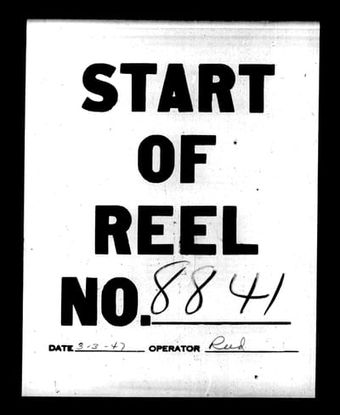 START
OF
REEL
NO. 8841
DATE 3-3-47 OPERATOR Reed